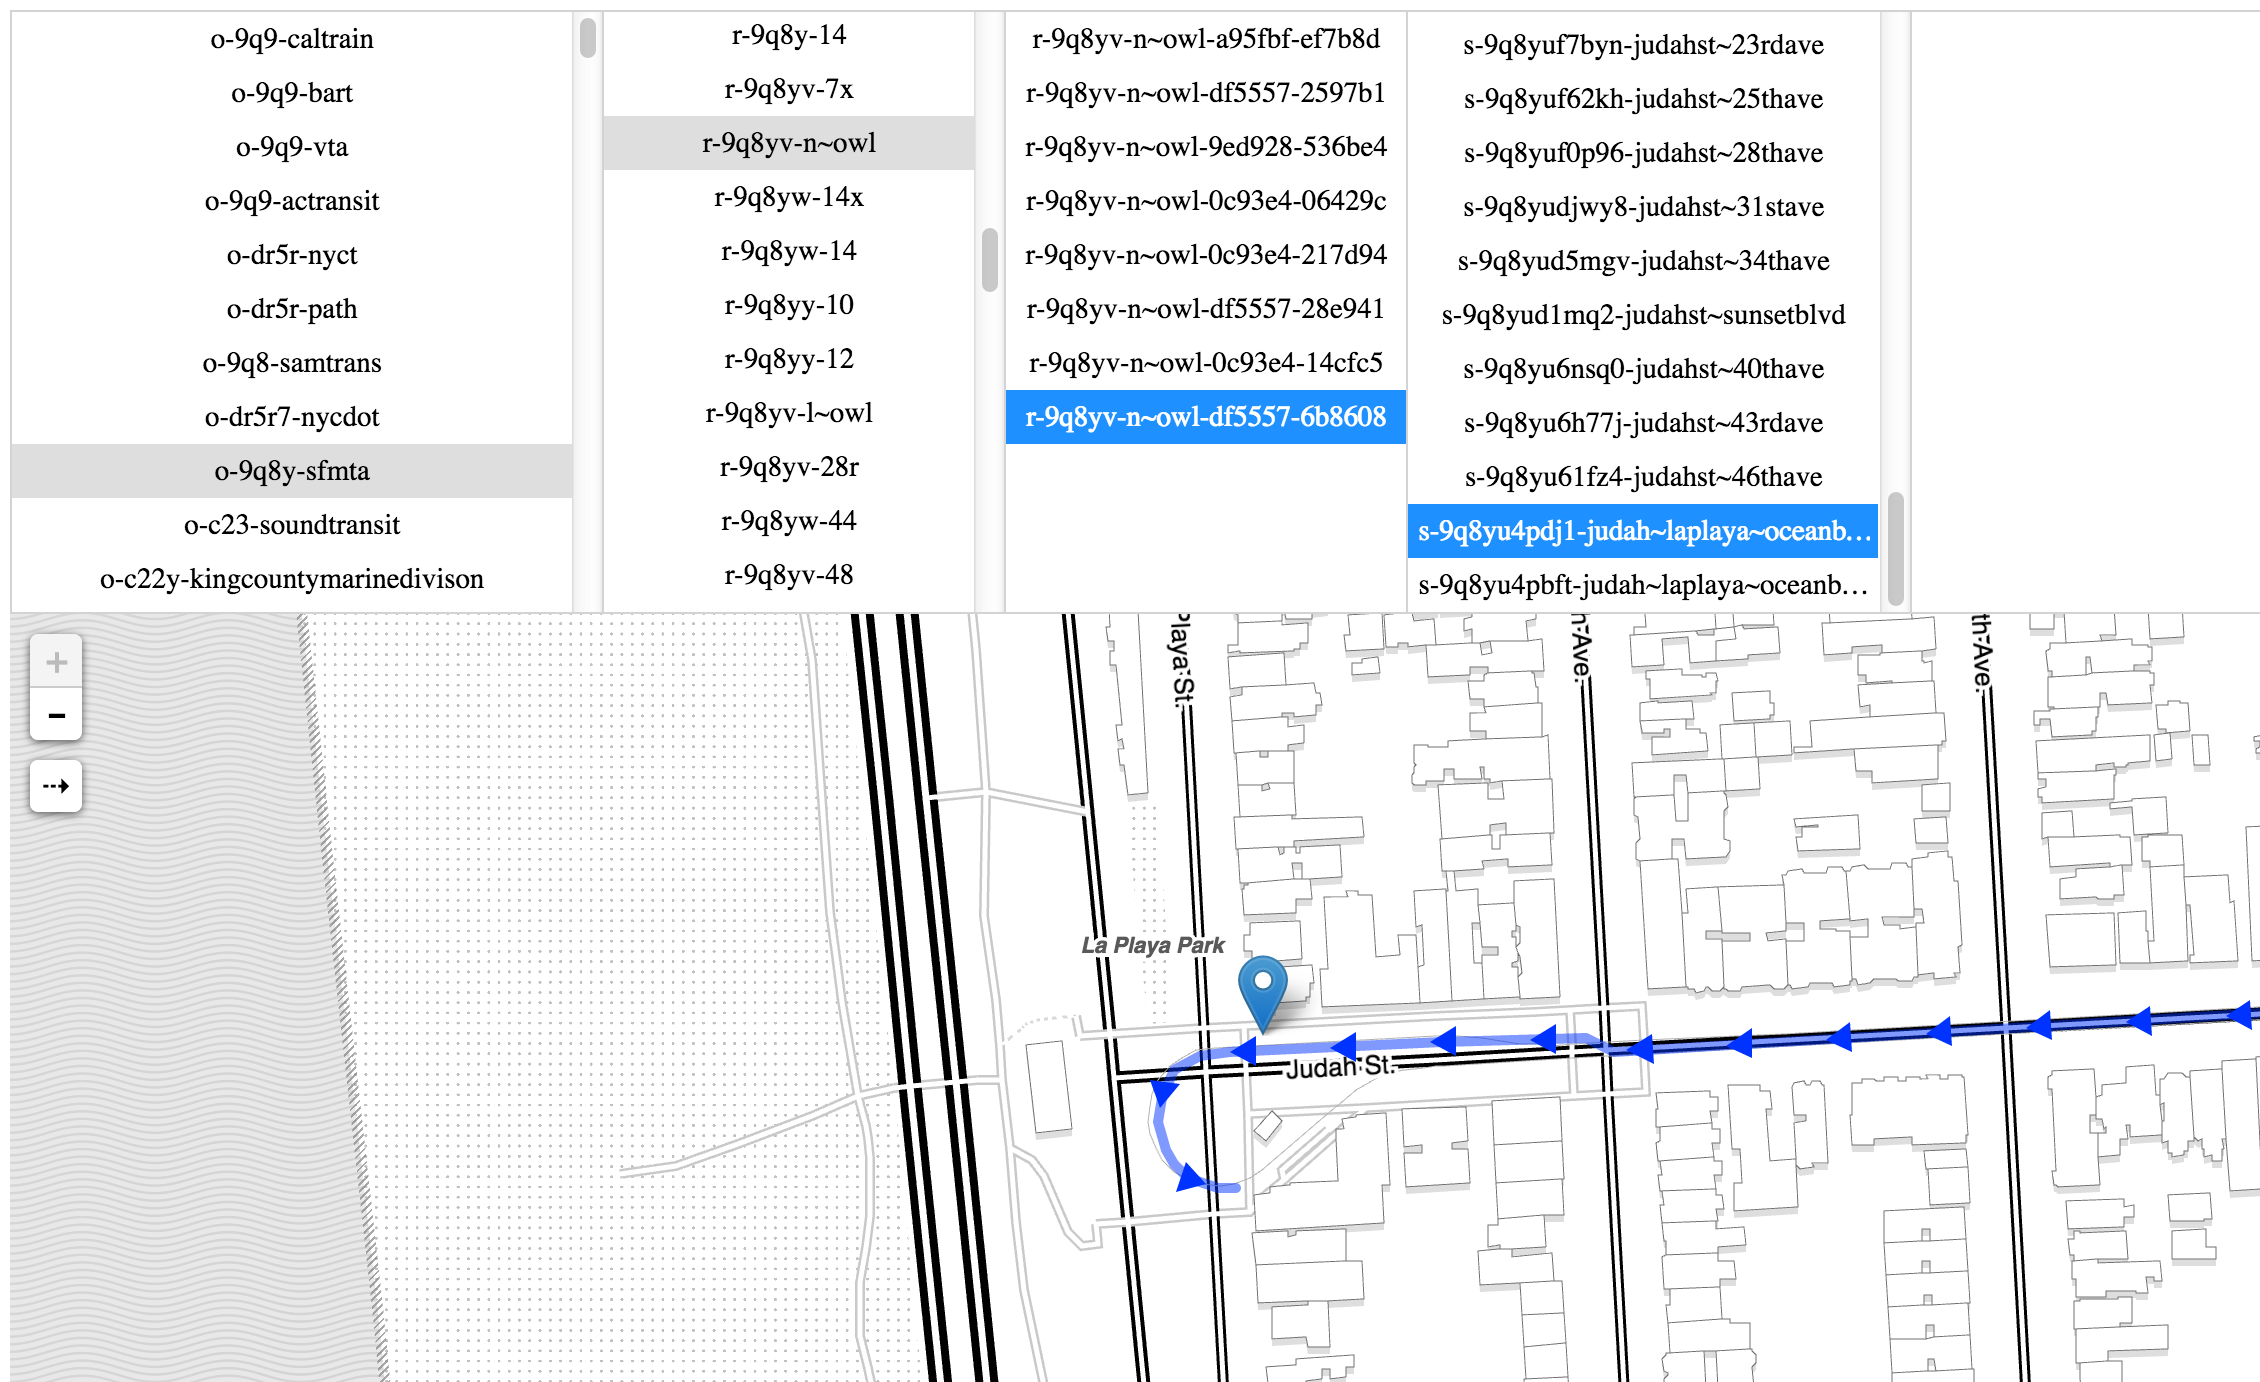 o-9q9-caltrain
o-9q9-bart
o-9q9-vta
o-9q9-actransit
o-dr5r-nyct
o-dr5r-path
o-9q8-samtrans
o-dr5r7-nycdot
o-9q8y-sfmta
o-c23-soundtransit
o-c22y-kingcountymarinedivison
r-9q8y-14
r-9q8yv-7x
r-9q8yv-n~owl
r-9q8yw-14x
r-9q8yw-14
r-9q8yy-10
r-9q8yy-12
r-9q8yv-l~owl
r-9q8yv-28r
r-9q8yw-44
r-9q8yv-48
r-9q8yv-n~owl-a95fbf-ef7b8d
r-9q8yv-n~owl-df5557-2597b1
r-9q8yv-n~owl-9ed928-536be4
r-9q8yv-n~owl-0c93e4-06429c
r-9q8yv-n~owl-0c93e4-217d94
r-9q8yv-n~owl-df5557-28e941
r-9q8yv-n~owl-0c93e4-14cfc5
r-9q8yv-n~owl-df5557-6b8608
s-9q8yuf7byn-judahst~23rdave
s-9q8yuf62kh-judahst~25thave
s-9q8yuf0p96-judahst~28thave
s-9q8yudjwy8-judahst~31stave
s-9q8yud5mgv-judahst~34thave
s-9q8yud1mq2-judahst~sunsetblvd
s-9q8yu6nsq0-judahst~40thave
s-9q8yu6h77j-judahst~43rdave
s-9q8yu61fz4-judahst~46thave
s-9q8yu4pdj1-judah~laplaya~oceanb…
s-9q8yu4pbft-judah~laplaya~oceanb…
+
−
Playa St.
h Ave.
th Ave.
La Playa Park
Judah St.